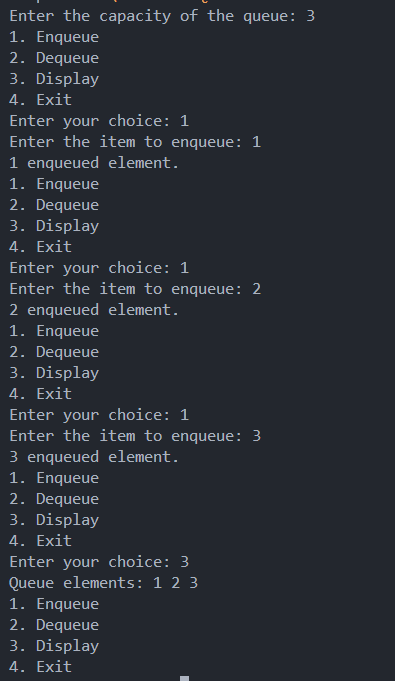 Enter the capacity of the queue: 3
1. Enqueue
2. Dequeue
3. Display
4. Exit
Enter your choice: 1
Enter the item to enqueue: 1
1 enqueued element.
1. Enqueue
2. Dequeue
3. Display
4. Exit
Enter your choice: 1
Enter the item to enqueue: 2
2 enqueued element.
1. Enqueue
2. Dequeue
3. Display
4. Exit
Enter your choice: 1
Enter the item to enqueue: 3
3 enqueued element.
1. Enqueue
2. Dequeue
3. Display
4. Exit
Enter your choice: 3
Queue elements: 1 2 3
1. Enqueue
2. Dequeue
3. Display
4. Exit